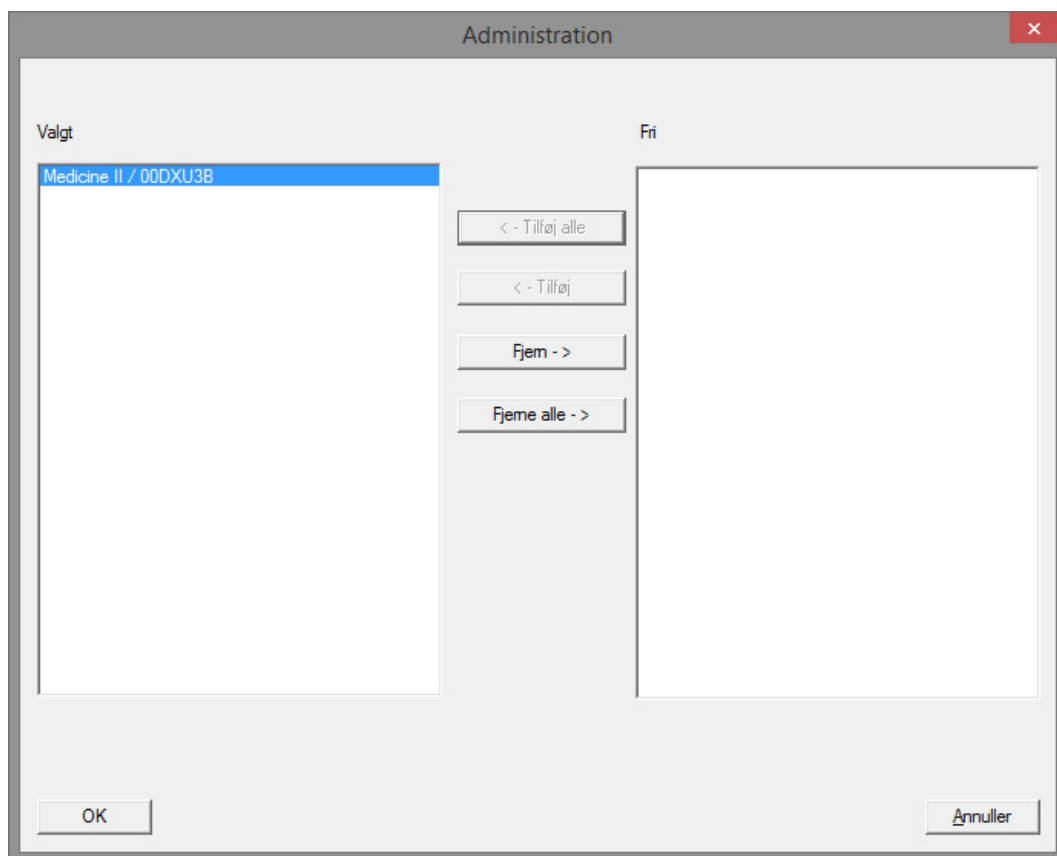 Administration
Valgt
Fri
Medicine II / 00DXU3B
< - Tilføj alle
< - Tilføj
Fjern - >
Fjerne alle - >
OK
Annuller